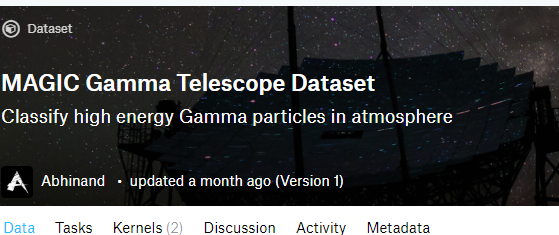 Dataset
MAGIC Gamma Telescope Dataset
Classify high energy Gamma particles in atmosphere
Abhinand • updated a month ago (Version 1)
Data Tasks Kernels (2) Discussion Activity Metadata